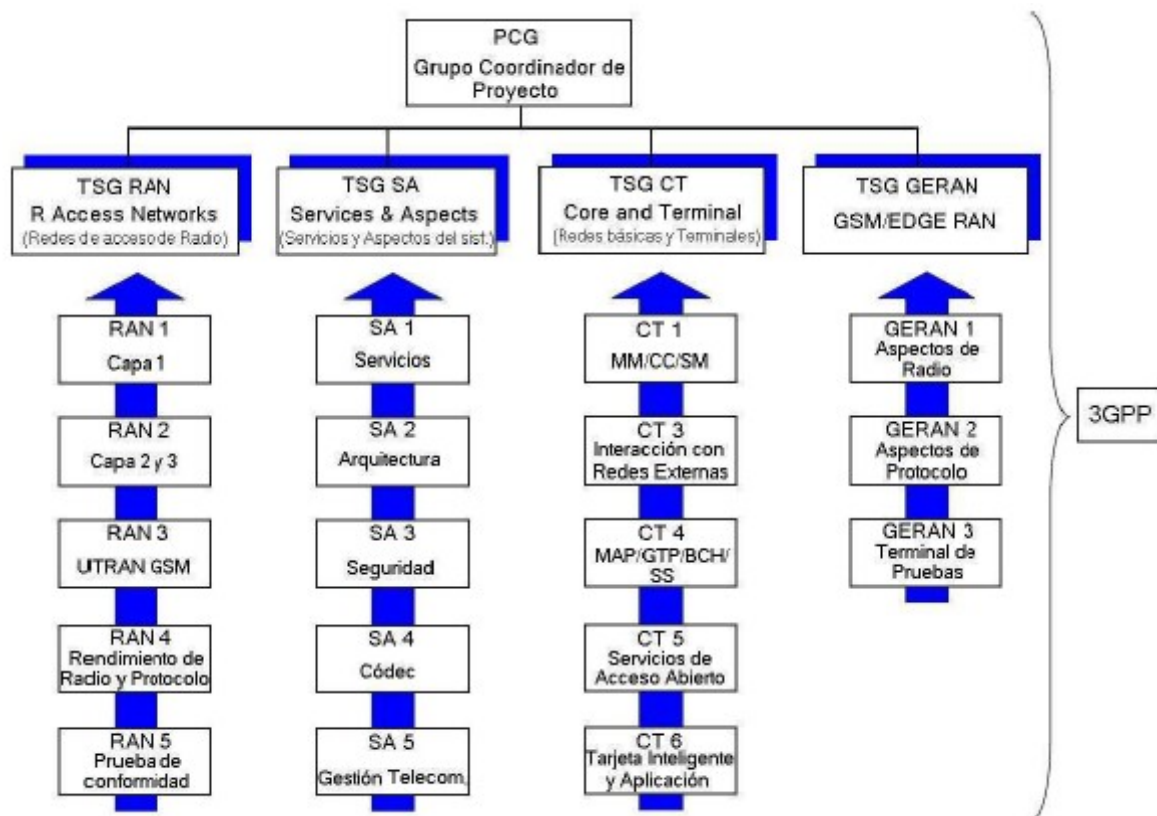 PCG
Grupo Coordinador de
Proyecto
TSG RAN
R Access Networks
(Redes de acceso de Radio)
TSG SA
Services & Aspects
(Servicios y Aspectos del sist.)
TSG CT
Core and Terminal
(Redes básicas y Terminales)
TSG GERAN
GSM/EDGE RAN
RAN 1
Capa 1
RAN 2
Capa 2 y 3
RAN 3
UTRAN GSM
RAN 4
Rendimiento de
Radio y Protocolo
RAN 5
Prueba de
conformidad
SA 1
Servicios
SA 2
Arquitectura
SA 3
Seguridad
SA 4
Códec
SA 5
Gestión Telecom,
CT 1
MM/CC/SM
CT 3
Interacción con
Redes Externas
CT 4
MAP/GTP/BCH/
SS
CT 5
Servicios de
Acceso Abierto
CT 6
Tarjeta Inteligente
y Aplicación
GERAN 1
Aspectos de
Radio
GERAN 2
Aspectos de
Protocolo
GERAN 3
Terminal de
Pruebas
3GPP